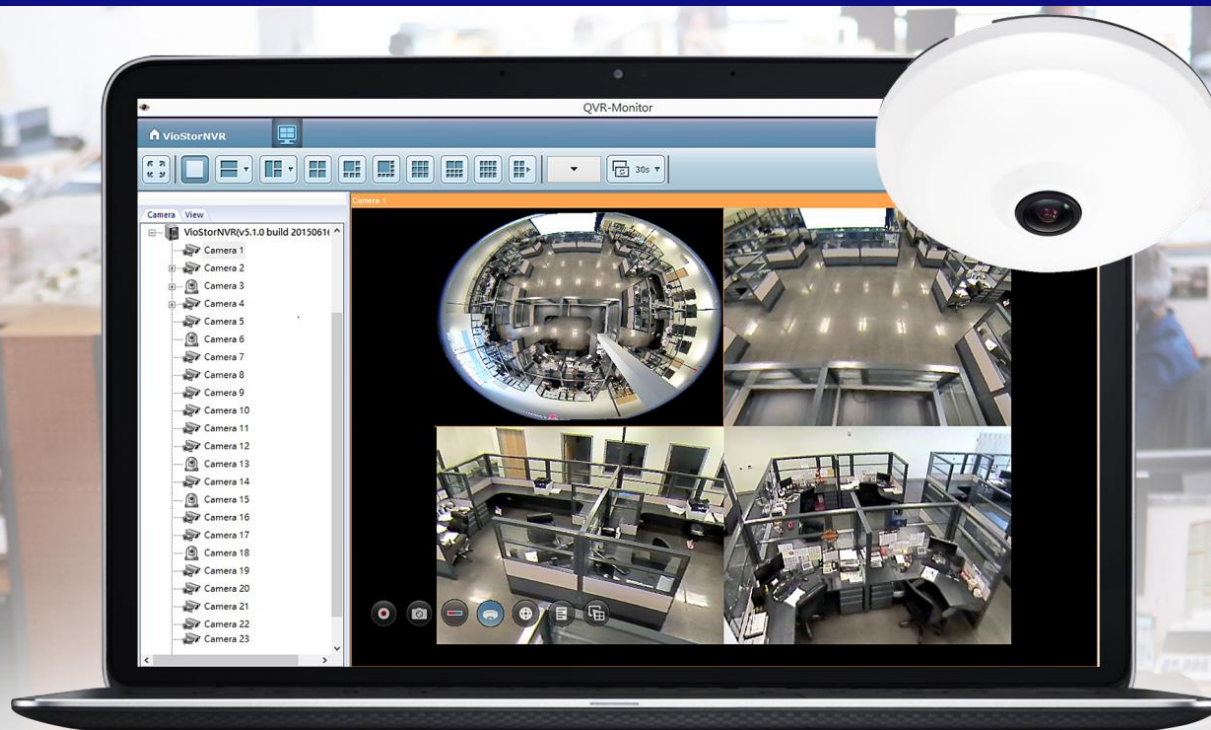 QVR-Monitor
VioStorNVR
30s
Camera 1
Camera View
VioStorNVR(v5.1.0 build 2015061
Camera 1
Camera 2
Camera 3
Camera 4
Camera 5
Camera 6
Camera 7
Camera 8
Camera 9
Camera 10
Camera 11
Camera 12
Camera 13
Camera 14
Camera 15
Camera 16
Camera 17
Camera 18
Camera 19
Camera 20
Camera 21
Camera 22
Camera 23